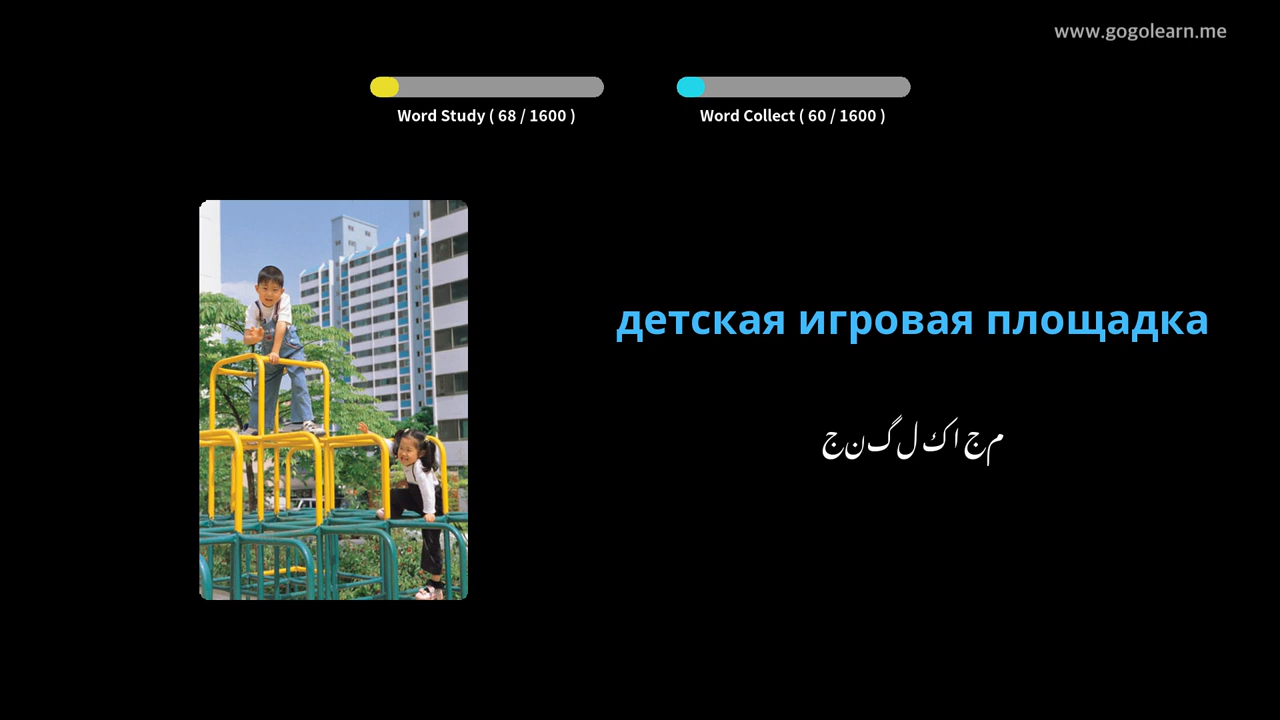 www.gogolearn.me
Word Study ( 68 / 1600 )
Word Collect ( 60 / 1600 )
детская игровая площадка
م‌ج ا‌ک ل‌گ‌ن‌ج